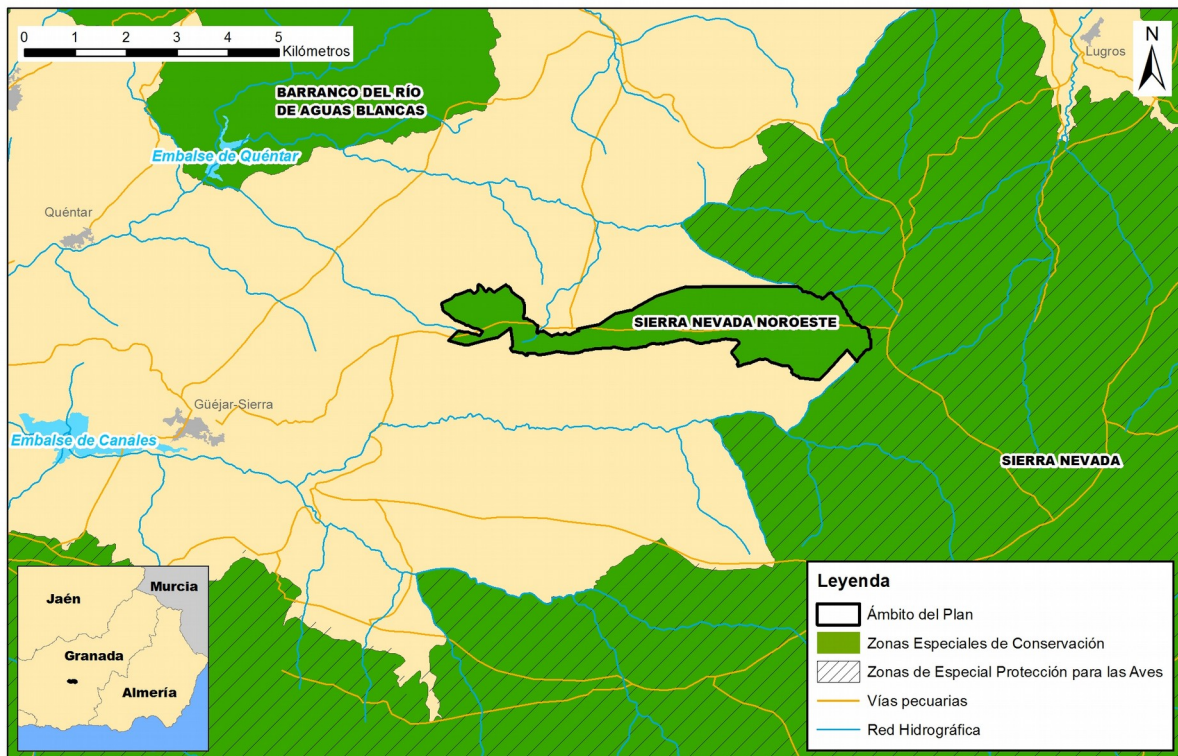 0 1 2 3 4 5
Kilómetros
N
Lugros
BARRANCO DEL RÍO
DE AGUAS BLANCAS
Embalse de Quéntar
Quéntar
SIERRA NEVADA NOROESTE
Güéjar-Sierra
Embalse de Canales
SIERRA NEVADA
Jaén
Murcia
Granada
Almería
Leyenda
Ámbito del Plan
Zonas Especiales de Conservación
Zonas de Especial Protección para las Aves
Vías pecuarias
Red Hidrográfica